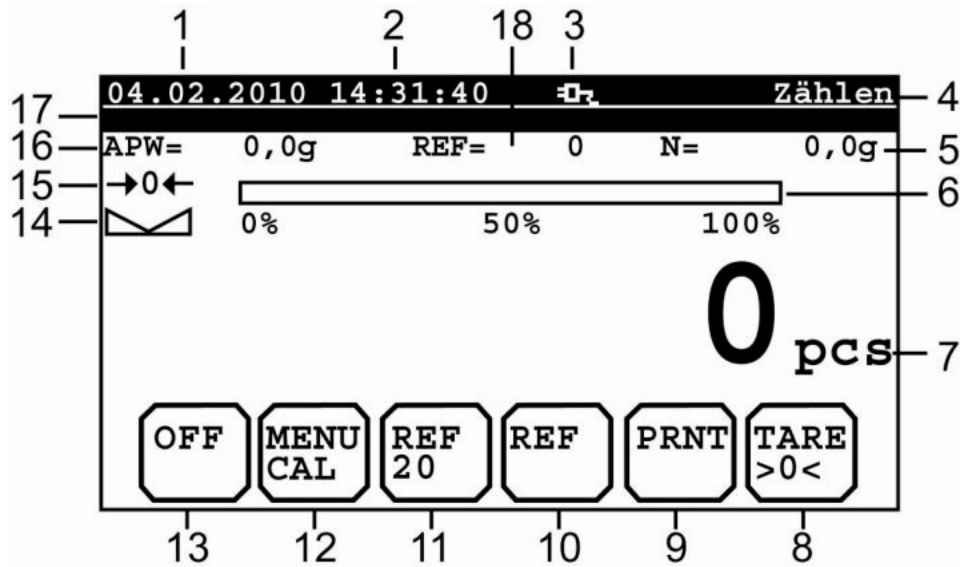 1 2 18 3
04.02.2010 14:31:40 Zählen 4
17
16 APW= 0,0g REF= 0 N= 0,0g 5
15 →0← 6
14 0% 50% 100%
0 pcs 7
OFF MENU REF REF PRNT TARE
CAL 20 >0<
13 12 11 10 9 8